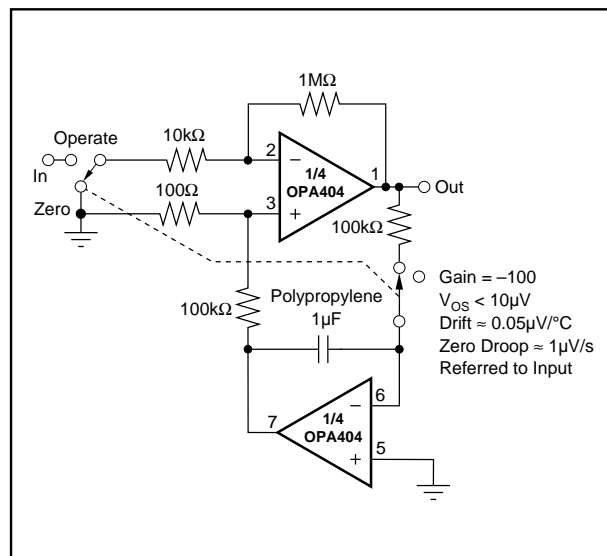 1MΩ
Operate
10kΩ
2
–
1/4
OPA404
1
In
Out
100Ω
3
+
Zero
100kΩ
100kΩ
Polypropylene
1µF
Gain = –100
VOS < 10µV
Drift ≈ 0.05µV/°C
Zero Droop ≈ 1µV/s
Referred to Input
6
–
7
1/4
OPA404
+
5